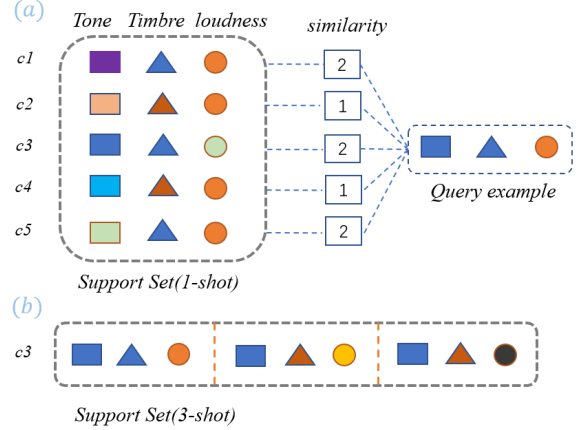 (a)
Tone Timbre loudness similarity
c1 2
c2 1
c3 2
c4 1
c5 2
Query example
Support Set(1-shot)
(b)
c3
Support Set(3-shot)